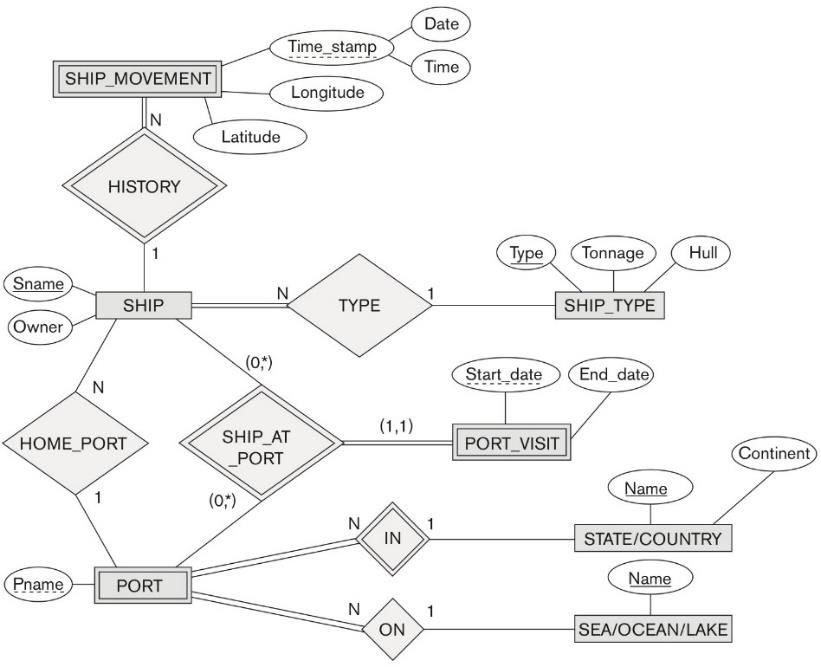 Date
Time_stamp
Time
SHIP_MOVEMENT
Longitude
N
Latitude
HISTORY
1
Type
Tonnage
Hull
Sname
N
1
SHIP
TYPE
SHIP_TYPE
Owner
(0,*)
Start_date
End_date
N
(1,1)
HOME_PORT
SHIP_AT
_PORT
PORT_VISIT
Continent
1
(0,*)
Name
N
1
IN
STATE/COUNTRY
Pname
PORT
Name
N
1
ON
SEA/OCEAN/LAKE